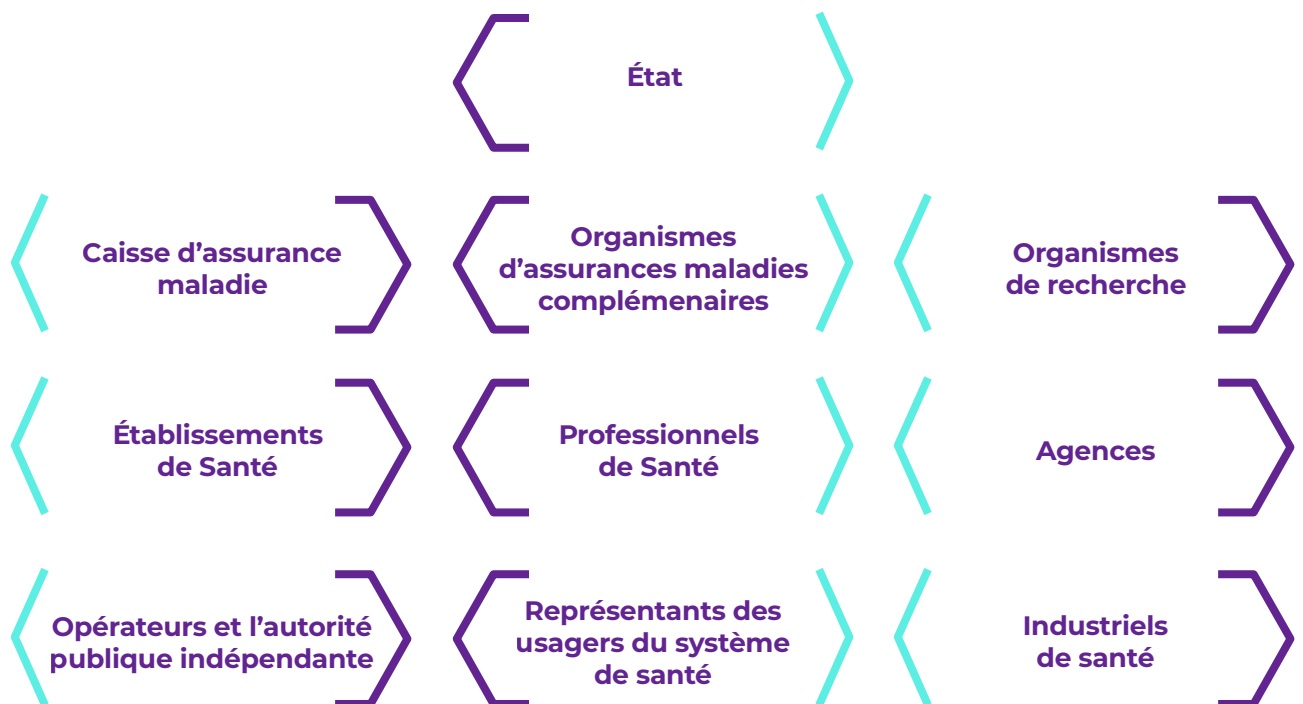 État
Caisse d’assurance
maladie
Organismes
d’assurances maladies
complémenaires
Organismes
de recherche
Établissements
de Santé
Professionnels
de Santé
Agences
Opérateurs et l’autorité
publique indépendante
Représentants des
usagers du système
de santé
Industriels
de santé